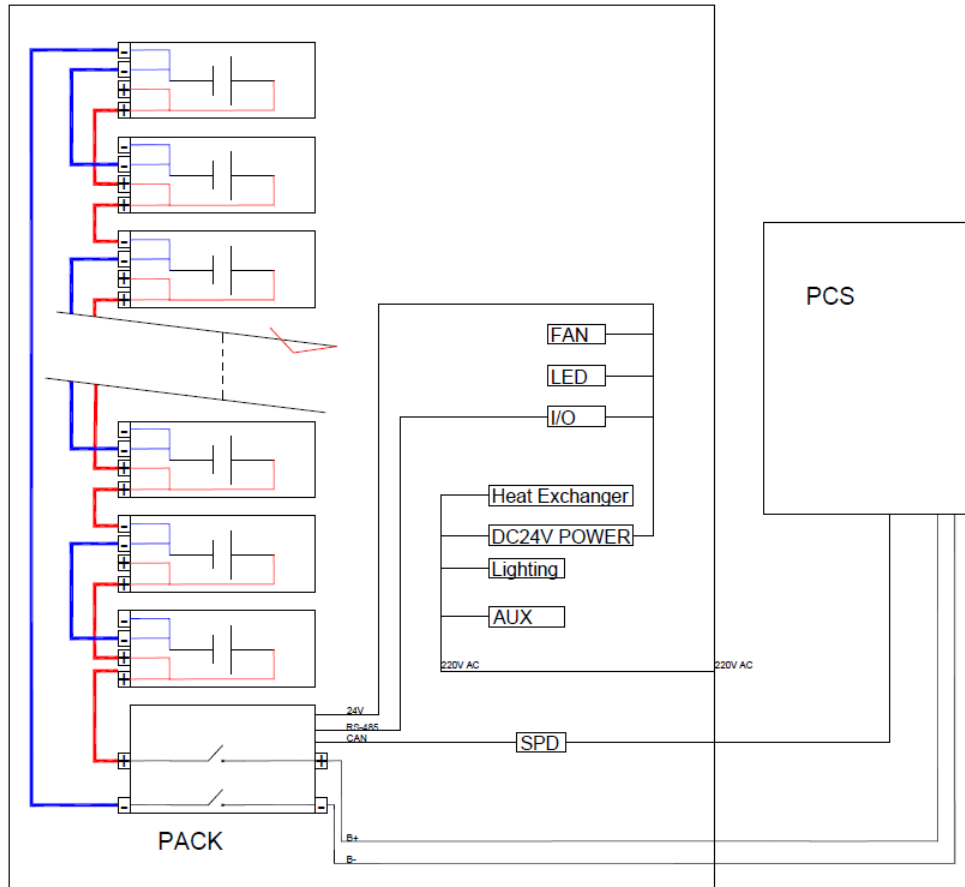 -
-
+
+
-
-
+
+
-
-
+
+
PCS
FAN
LED
I/O
-
-
+
+
Heat Exchanger
DC24V POWER
Lighting
AUX
-
-
+
+
-
-
+
+
220V AC
220V AC
24V
RS-485
CAN
SPD
+
+
-
-
PACK
B+
B-